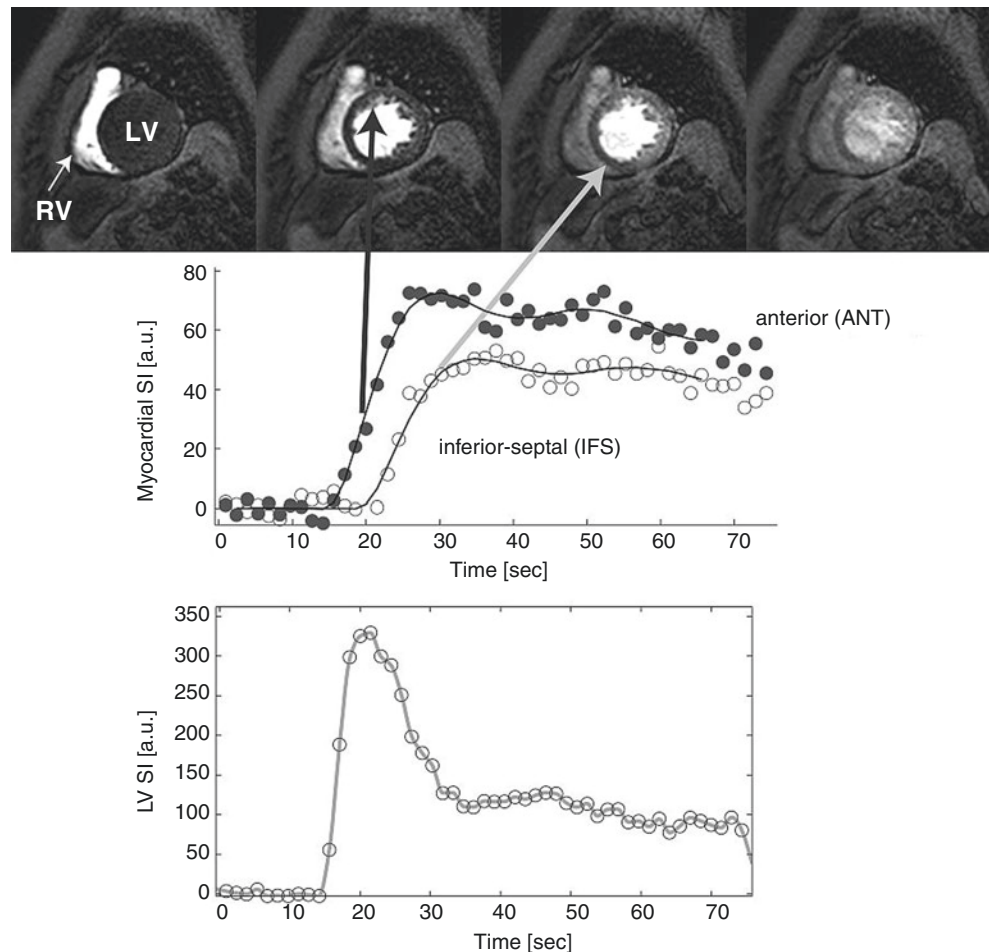 LV
RV
80
60
40
20
0
Myocardial SI [a.u.]
anterior (ANT)
inferior-septal (IFS)
0 10 20 30 40 50 60 70
Time [sec]
350
300
250
200
150
100
50
0
LV SI [a.u.]
0 10 20 30 40 50 60 70
Time [sec]